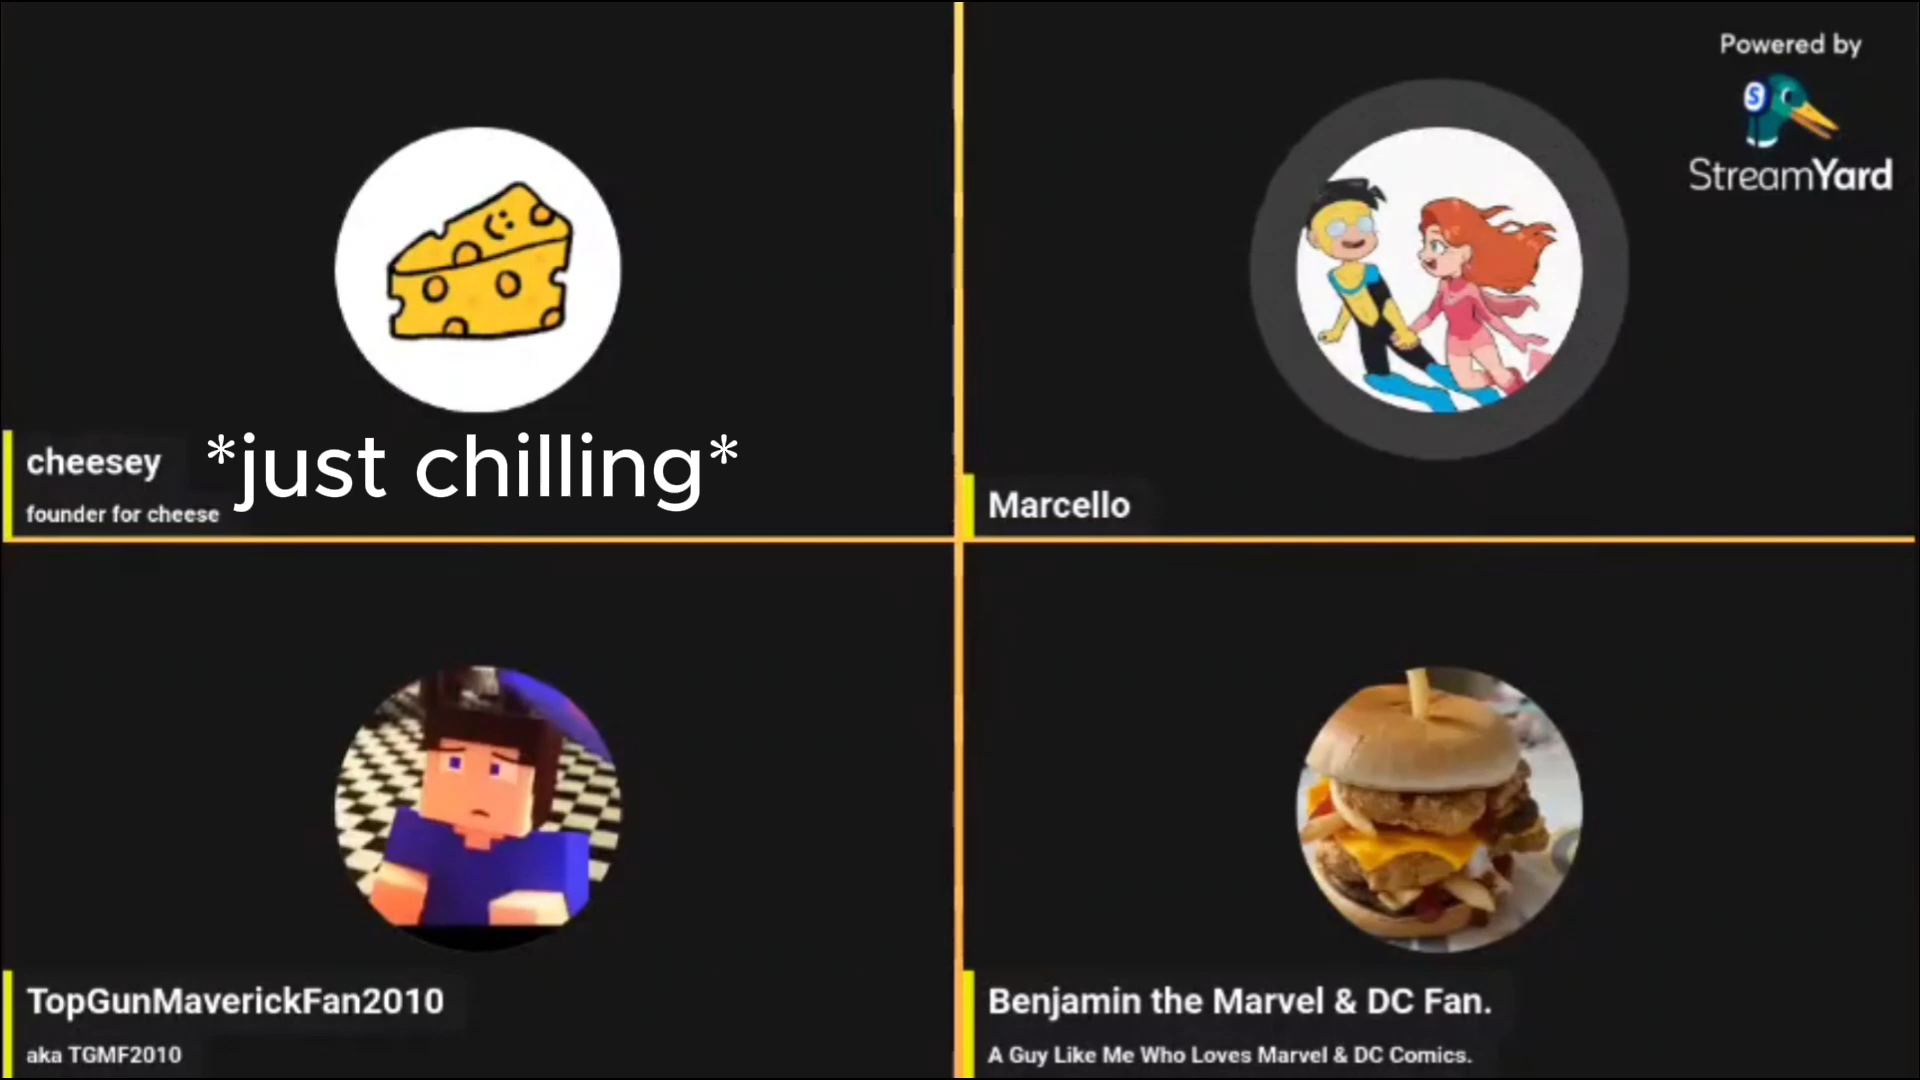 Powered by
S
StreamYard
cheesey
*just chilling*
founder for cheese
Marcello
TopGunMaverickFan2010
aka TGMF2010
Benjamin the Marvel & DC Fan.
A Guy Like Me Who Loves Marvel & DC Comics.